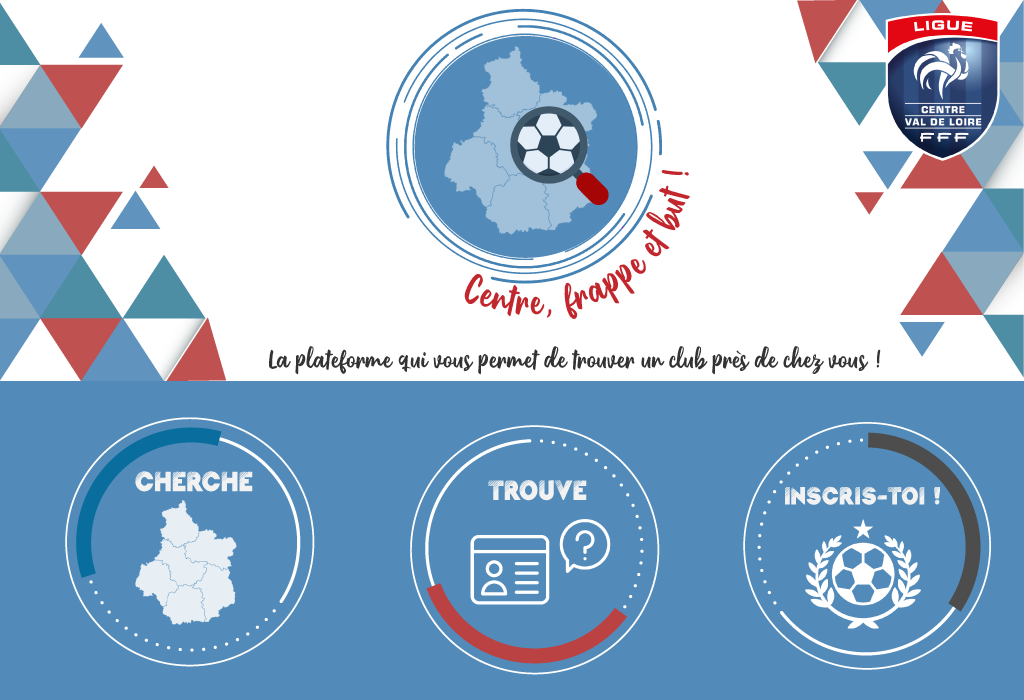 LIGUE
CENTRE
VAL DE LOIRE
FFF
Centre, frappe et but !
La plateforme qui vous permet de trouver un club près de chez vous !
CHERCHE
TROUVE
INSCRIS-TOI !
?